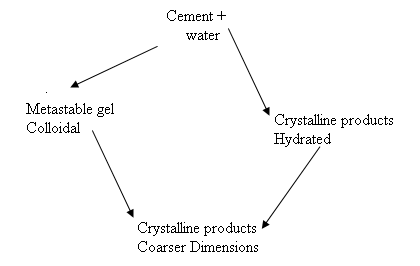 Cement +
water
Metastable gel
Colloidal
Crystalline products
Hydrated
Crystalline products
Coarser Dimensions